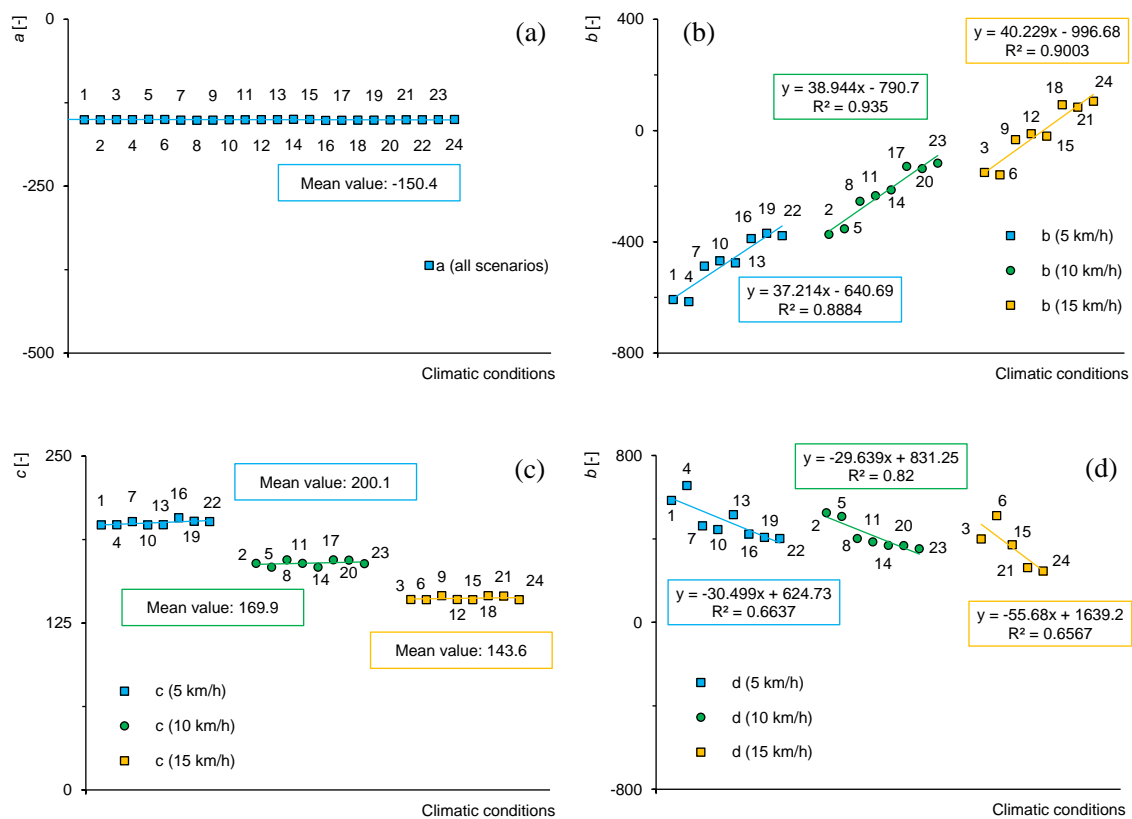 (a)
a [-]
0
-250
-500
1 3 5 7 9 11 13 15 17 19 21 23
2 4 6 8 10 12 14 16 18 20 22 24
Mean value: -150.4
a (all scenarios)
Climatic conditions
(b)
b [-]
400
0
-400
-800
y = 40.229x - 996.68
R² = 0.9003
y = 38.944x - 790.7
R² = 0.935
y = 37.214x - 640.69
R² = 0.8884
1 4 7 10 13 16 19 22
2 5 8 11 14 17 20 23
3 6 9 12 15 18 21 24
b (5 km/h)
b (10 km/h)
b (15 km/h)
Climatic conditions
(c)
c [-]
250
125
0
Mean value: 200.1
1 4 7 10 13 16 19 22
2 5 8 11 14 17 20 23
3 6 9 12 15 18 21 24
Mean value: 169.9
Mean value: 143.6
c (5 km/h)
c (10 km/h)
c (15 km/h)
Climatic conditions
(d)
b [-]
800
0
-800
y = -29.639x + 831.25
R² = 0.82
1 4 7 10 13 16 19 22
2 5 8 11 14 20 23
3 6 15 21 24
y = -30.499x + 624.73
R² = 0.6637
y = -55.68x + 1639.2
R² = 0.6567
d (5 km/h)
d (10 km/h)
d (15 km/h)
Climatic conditions